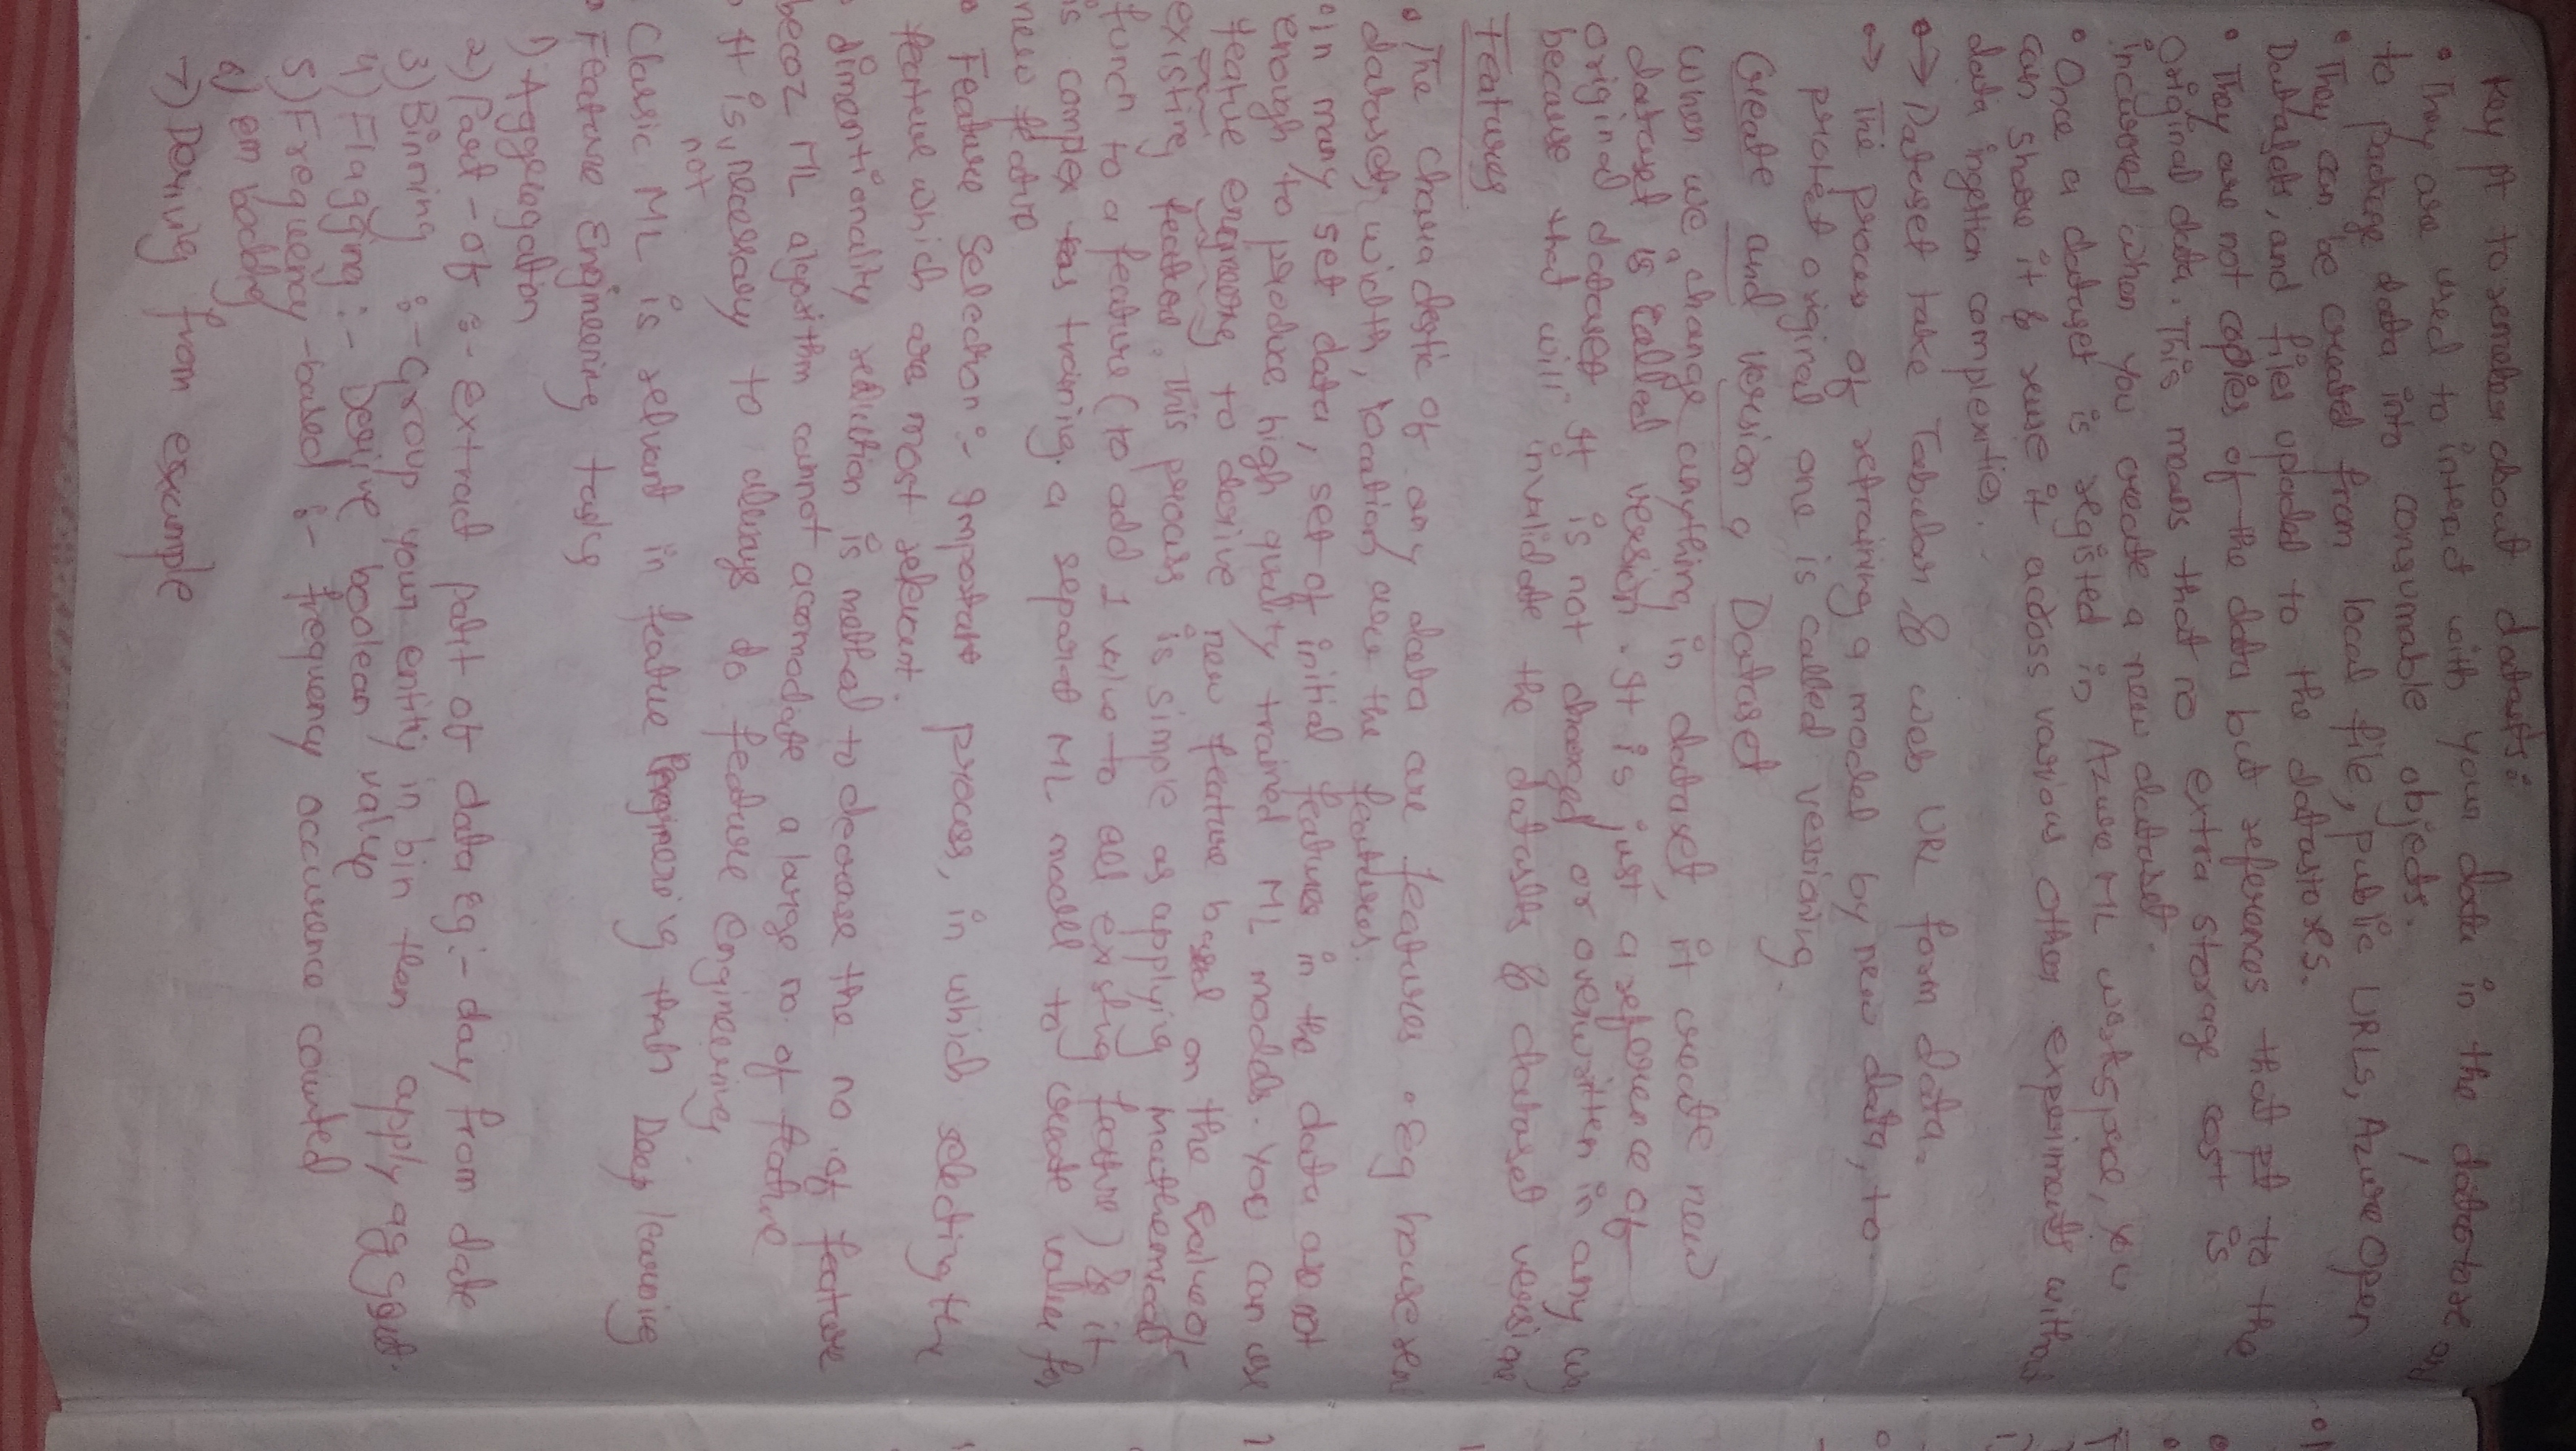 Key pt to remember about datasets:
• They are used to interact with your data in the datastore and
to package data into consumable objects.
• They can be created from local file, public URLs, Azure Open
Datasets, and files upload to the datastores.
• They are not copies of the data but references that pt to the
original data. This means that no extra storage cost is
incurred when you create a new dataset.
• Once a dataset is registed in Azure ML workspace, you
can share it & reuse it across various other experiments withou
data ingestion complexities.
→ Dataset take Tabular & web URL form data.
→ The process of retraining a model by new data, to
protet original one is called versioning.
Create and Version a Dataset
When we change anything in dataset, it create new
dataset is called version. It is just a reference of
original dataset It is not changed or overwritten in any w
because that will invalidate the datasets & dataset versioning
Features
• The charadestic of any data are features. Eg house ren
dataset, width, location are the features.
• In many set data, set of initial features in the data are not
enough to produce high quality trained ML models. You can use
feature engineering to derive new feature based on the values of
existing feature. This process is simple as applying mathematical
func n to a feature (to add 1 value to all existing feature) & it
is complex as training a separate ML model to create values for
new feature
• Feature Selection :- Important process, in which selecting the
feature which are most relevant.
• dimentionality reduction is method to decrease the no of feature
becoz ML algorithm cannot accomodate a large no. of feature
• It is not necessary to always do feature engineering.
Classic ML is relevant in feature Engineering than Deep learning
• Feature Engineering tasks
1) Aggregation
2) Part-of :- extract part of data Eg:- day from date
3) Binning :- Group your entity in bin then apply agg
4) Flagging :- Derive boolean value
5) Frequency-based :- frequency occurence counted
6) embedding
7) Deriving from example